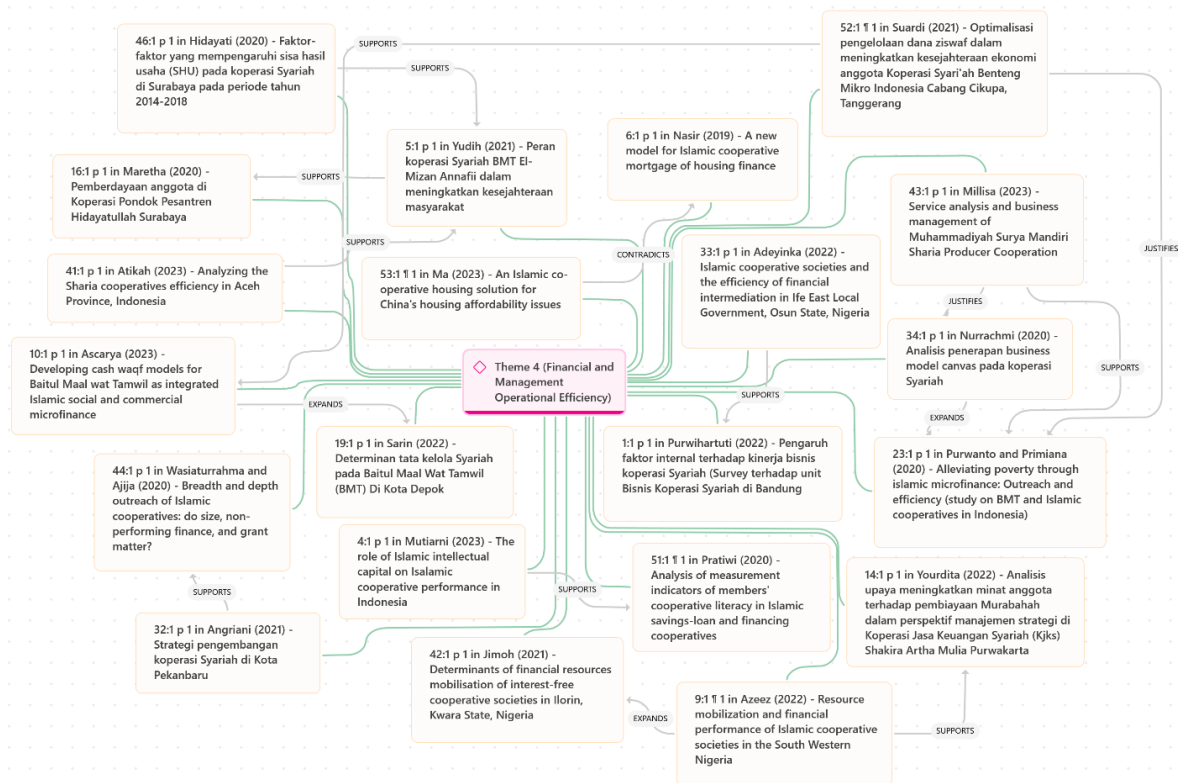 46:1 p 1 in Hidayati (2020) - Faktor-
faktor yang mempengaruhi sisa hasil
usaha (SHU) pada koperasi Syariah
di Surabaya pada periode tahun
2014-2018
SUPPORTS
SUPPORTS
52:1 ¶ 1 in Suardi (2021) - Optimalisasi
pengelolaan dana ziswaf dalam
meningkatkan kesejahteraan ekonomi
anggota Koperasi Syari'ah Benteng
Mikro Indonesia Cabang Cikupa,
Tanggerang
5:1 p 1 in Yudih (2021) - Peran
koperasi Syariah BMT El-
Mizan Annafii dalam
meningkatkan kesejahteraan
masyarakat
6:1 p 1 in Nasir (2019) - A new
model for Islamic cooperative
mortgage of housing finance
16:1 p 1 in Maretha (2020) -
Pemberdayaan anggota di
Koperasi Pondok Pesantren
Hidayatullah Surabaya
SUPPORTS
43:1 p 1 in Millisa (2023) -
Service analysis and business
management of
Muhammadiyah Surya Mandiri
Sharia Producer Cooperation
SUPPORTS
CONTRADICTS
JUSTIFIES
41:1 p 1 in Atikah (2023) - Analyzing the
Sharia cooperatives efficiency in Aceh
Province, Indonesia
53:1 ¶ 1 in Ma (2023) - An Islamic co-
operative housing solution for
China's housing affordability issues
33:1 p 1 in Adeyinka (2022) -
Islamic cooperative societies and
the efficiency of financial
intermediation in Ife East Local
Government, Osun State, Nigeria
JUSTIFIES
10:1 p 1 in Ascarya (2023) -
Developing cash waqf models for
Baitul Maal wat Tamwil as integrated
Islamic social and commercial
microfinance
Theme 4 (Financial and
Management
Operational Efficiency)
34:1 p 1 in Nurrachmi (2020) -
Analisis penerapan business
model canvas pada koperasi
Syariah
SUPPORTS
EXPANDS
SUPPORTS
EXPANDS
19:1 p 1 in Sarin (2022) -
Determinan tata kelola Syariah
pada Baitul Maal Wat Tamwil
(BMT) Di Kota Depok
1:1 p 1 in Purwihartuti (2022) - Pengaruh
faktor internal terhadap kinerja bisnis
koperasi Syariah (Survey terhadap unit
Bisnis Koperasi Syariah di Bandung
23:1 p 1 in Purwanto and Primiana
(2020) - Alleviating poverty through
islamic microfinance: Outreach and
efficiency (study on BMT and Islamic
cooperatives in Indonesia)
44:1 p 1 in Wasiaturrahma and
Ajija (2020) - Breadth and depth
outreach of Islamic
cooperatives: do size, non-
performing finance, and grant
matter?
4:1 p 1 in Mutiarni (2023) - The
role of Islamic intellectual
capital on Isalamic
cooperative performance in
Indonesia
51:1 ¶ 1 in Pratiwi (2020) -
Analysis of measurement
indicators of members'
cooperative literacy in Islamic
savings-loan and financing
cooperatives
14:1 p 1 in Yourdita (2022) - Analisis
upaya meningkatkan minat anggota
terhadap pembiayaan Murabahah
dalam perspektif manajemen strategi di
Koperasi Jasa Keuangan Syariah (Kjks)
Shakira Artha Mulia Purwakarta
SUPPORTS
SUPPORTS
32:1 p 1 in Angriani (2021) -
Strategi pengembangan
koperasi Syariah di Kota
Pekanbaru
42:1 p 1 in Jimoh (2021) -
Determinants of financial resources
mobilisation of interest-free
cooperative societies in Ilorin,
Kwara State, Nigeria
9:1 ¶ 1 in Azeez (2022) - Resource
mobilization and financial
performance of Islamic cooperative
societies in the South Western
Nigeria
EXPANDS
SUPPORTS